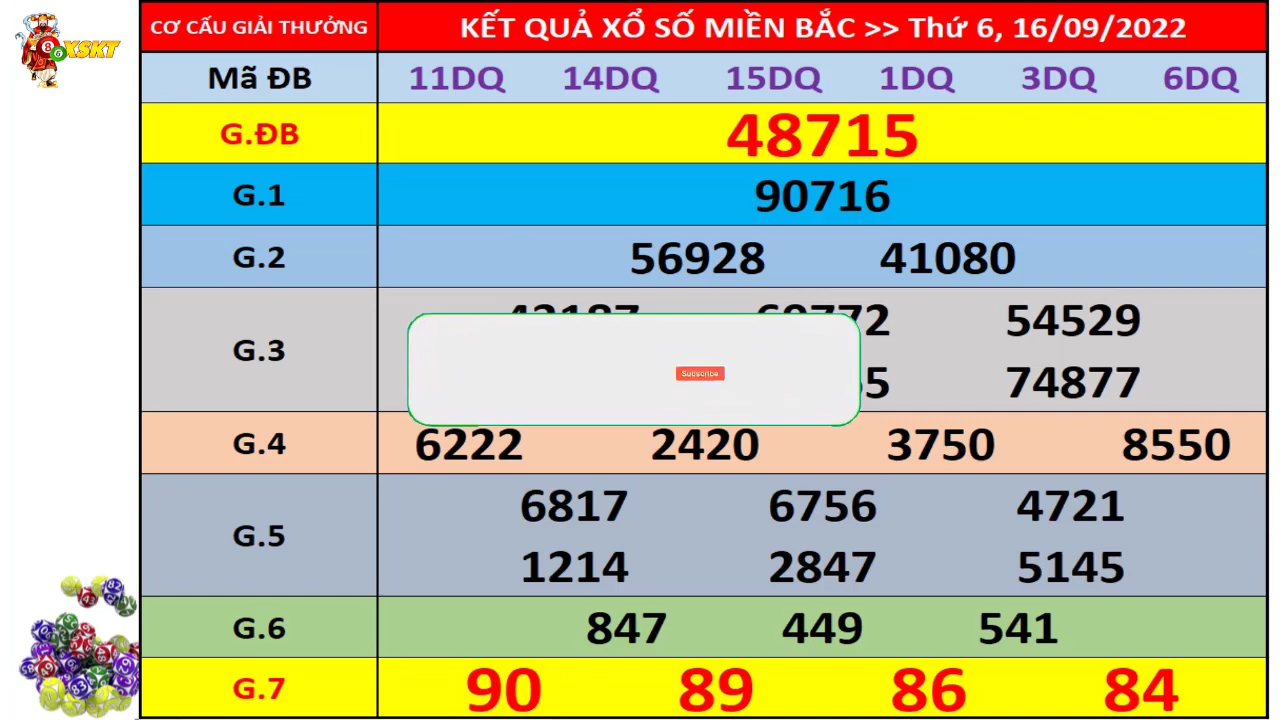 XSKT
CƠ CẤU GIẢI THƯỞNG
KẾT QUẢ XỔ SỐ MIỀN BẮC >> Thứ 6, 16/09/2022
Mã ĐB 11DQ 14DQ 15DQ 1DQ 3DQ 6DQ
G.ĐB 48715
G.1 90716
G.2 56928 41080
G.3
54529
Subscribe
74877
G.4 6222 2420 3750 8550
G.5
6817 6756 4721
1214 2847 5145
G.6 847 449 541
G.7 90 89 86 84